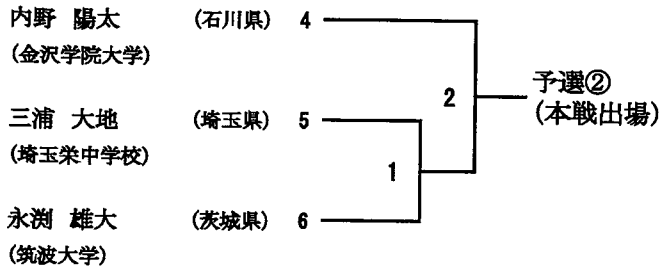 内野 陽太 (石川県) 4
(金沢学院大学)
2
予選②
(本戦出場)
三浦 大地 (埼玉県) 5
(埼玉栄中学校)
1
永渕 雄大 (茨城県) 6
(筑波大学)